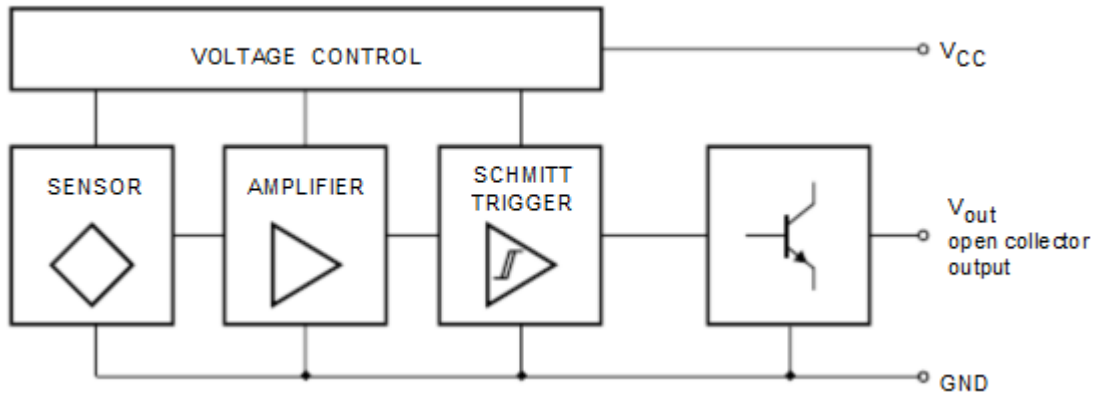 VOLTAGE CONTROL
VCC
SENSOR
AMPLIFIER
SCHMITT
TRIGGER
Vout
open collector
output
GND